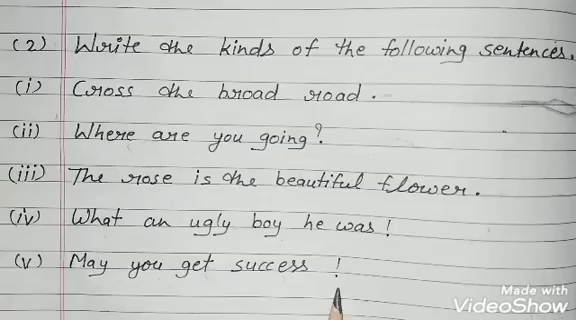 (2) Write the kinds of the following sentences.
(i) Cross the broad road.
(ii) Where are you going?
(iii) The rose is the beautiful flower.
(iv) What an ugly boy he was!
(v) May you get success !
Made with
VideoShow